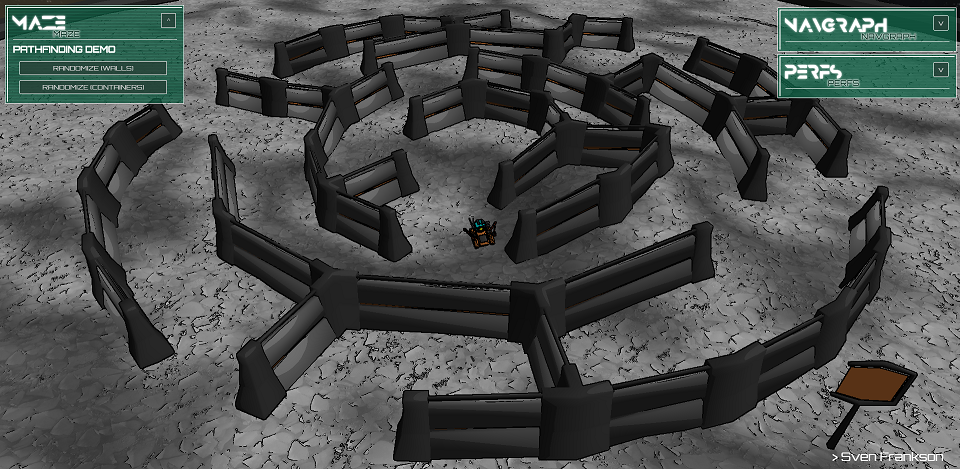 MAZE
MAZE
PATHFINDING DEMO
RANDOMIZE (WALLS)
RANDOMIZE (CONTAINERS)
NAVGRAPH
NAVGRAPH
PERFS
PERFS
> Sven Frankson